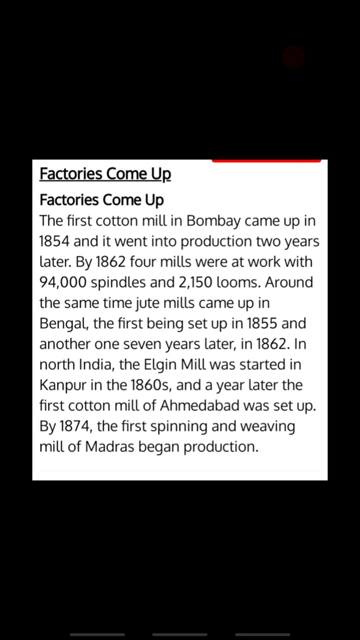 Factories Come Up
Factories Come Up
The first cotton mill in Bombay came up in
1854 and it went into production two years
later. By 1862 four mills were at work with
94,000 spindles and 2,150 looms. Around
the same time jute mills came up in
Bengal, the first being set up in 1855 and
another one seven years later, in 1862. In
north India, the Elgin Mill was started in
Kanpur in the 1860s, and a year later the
first cotton mill of Ahmedabad was set up.
By 1874, the first spinning and weaving
mill of Madras began production.